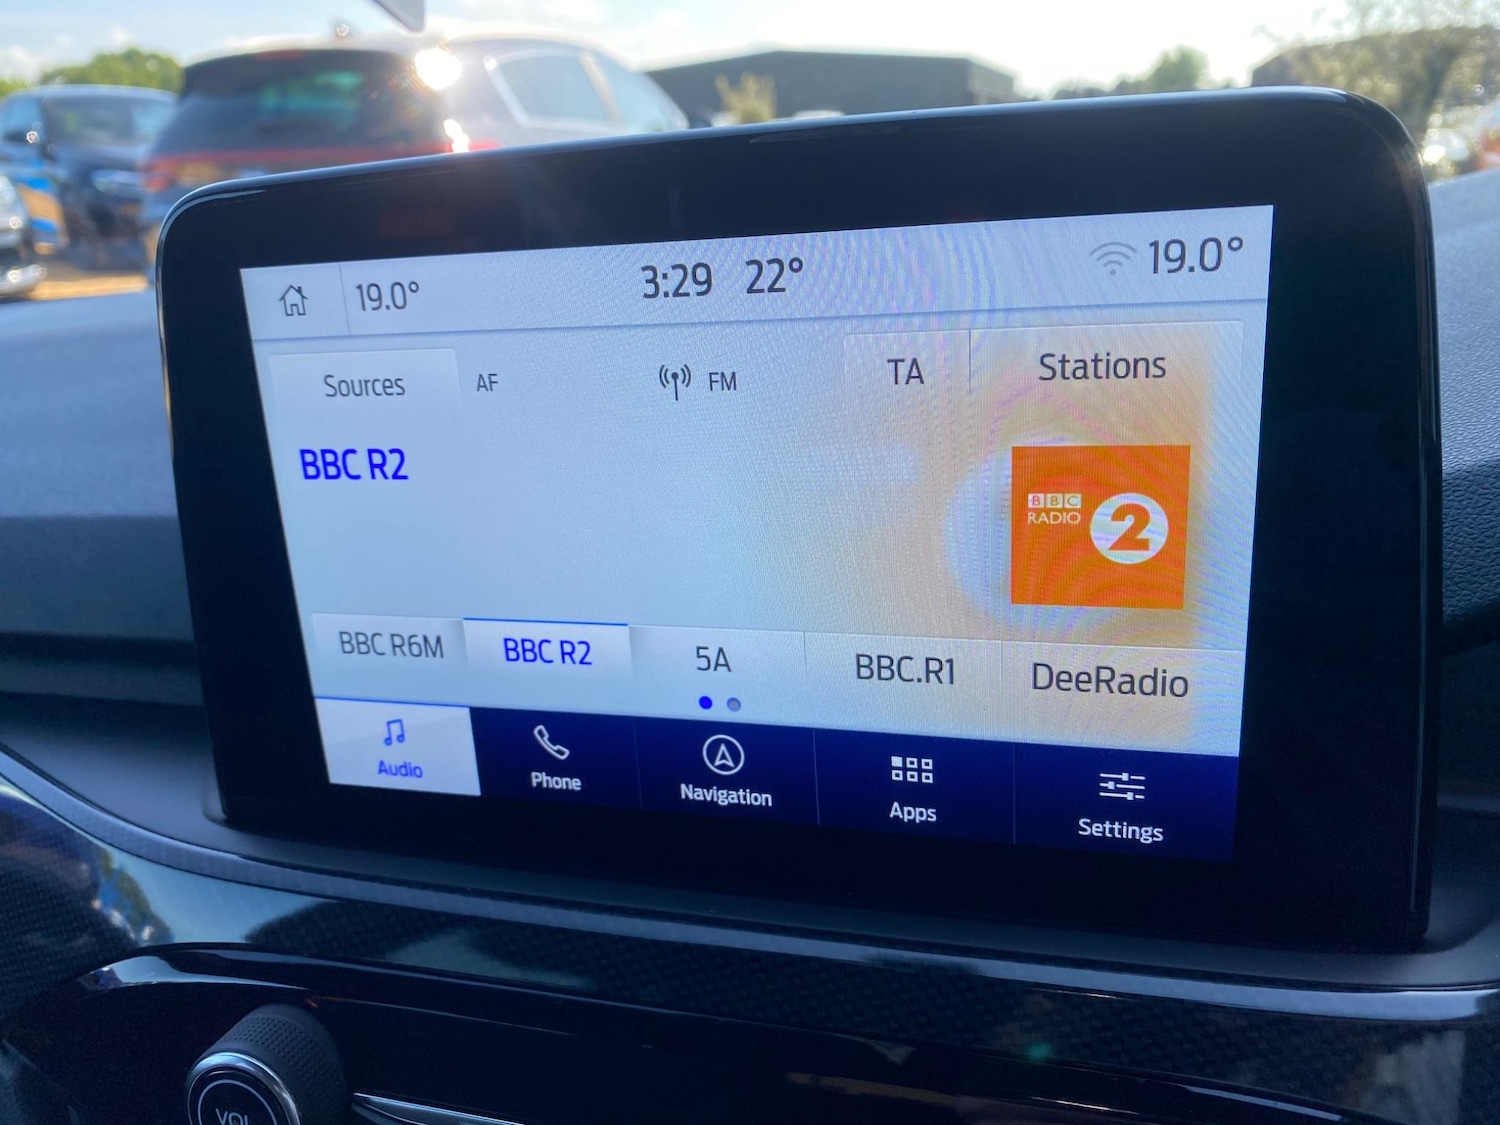 19.0° 3:29 22° 19.0°
Sources AF FM TA Stations
BBC R2
BBC
RADIO 2
BBC R6M BBC R2 5A BBC.R1 DeeRadio
Audio Phone Navigation Apps Settings
VOL